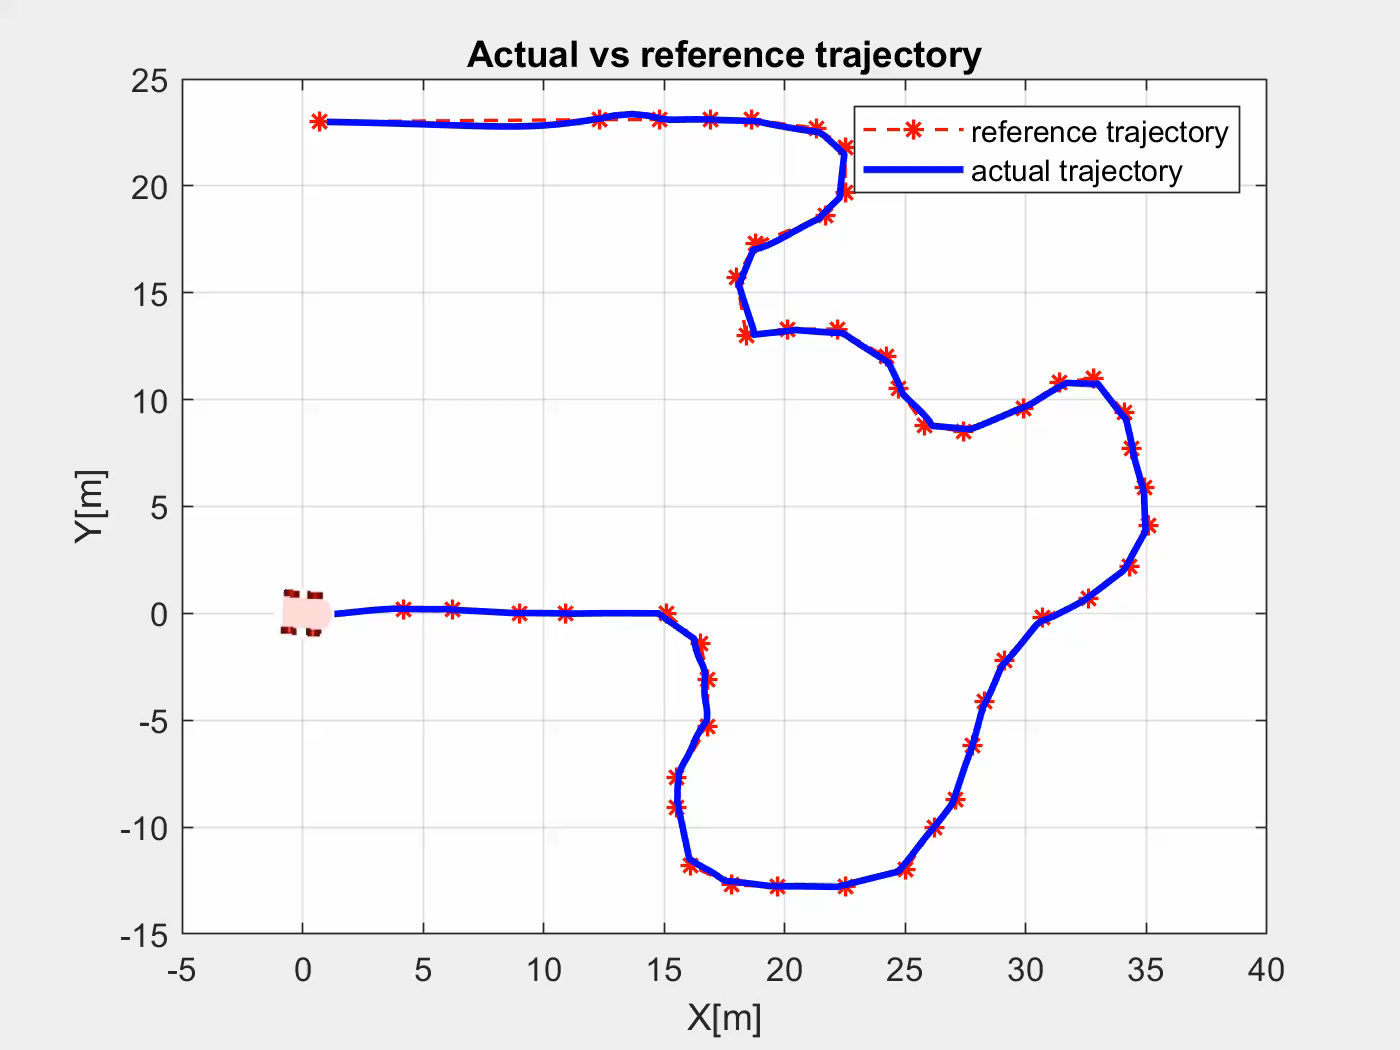 Actual vs reference trajectory
25
20
15
10
5
0
-5
-10
-15
Y[m]
reference trajectory
actual trajectory
-5 0 5 10 15 20 25 30 35 40
X[m]